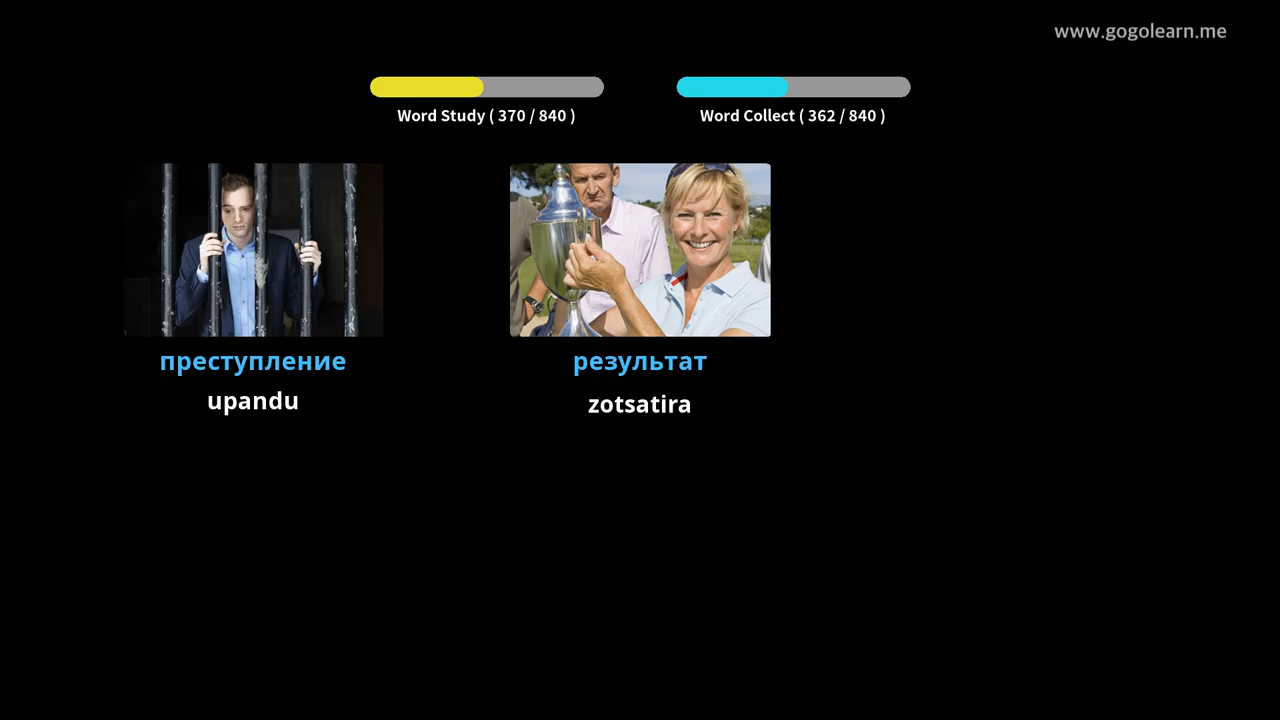 www.gogolearn.me
Word Study ( 370 / 840 )
Word Collect ( 362 / 840 )
преступление
upandu
результат
zotsatira